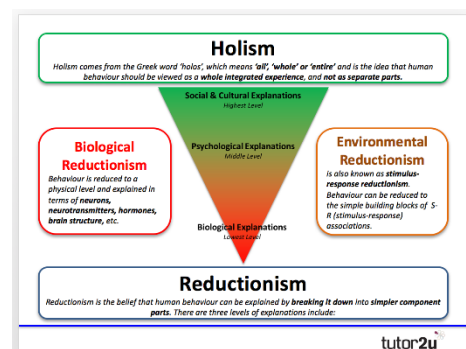 Holism
Holism comes from the Greek word 'holos', which means 'all', 'whole' or 'entire' and is the idea that human
behaviour should be viewed as a whole integrated experience, and not as separate parts.
Social & Cultural Explanations
Highest Level
Biological
Reductionism
Behaviour is reduced to a
physical level and explained in
terms of neurons,
neurotransmitters, hormones,
brain structure, etc.
Psychological Explanations
Middle Level
Environmental
Reductionism
is also known as stimulus-
response reductionism.
Behaviour can be reduced to
the simple building blocks of S-
R (stimulus-response)
associations.
Biological Explanations
Lowest Level
Reductionism
Reductionism is the belief that human behaviour can be explained by breaking it down into simpler component
parts. There are three levels of explanations include:
tutor2u